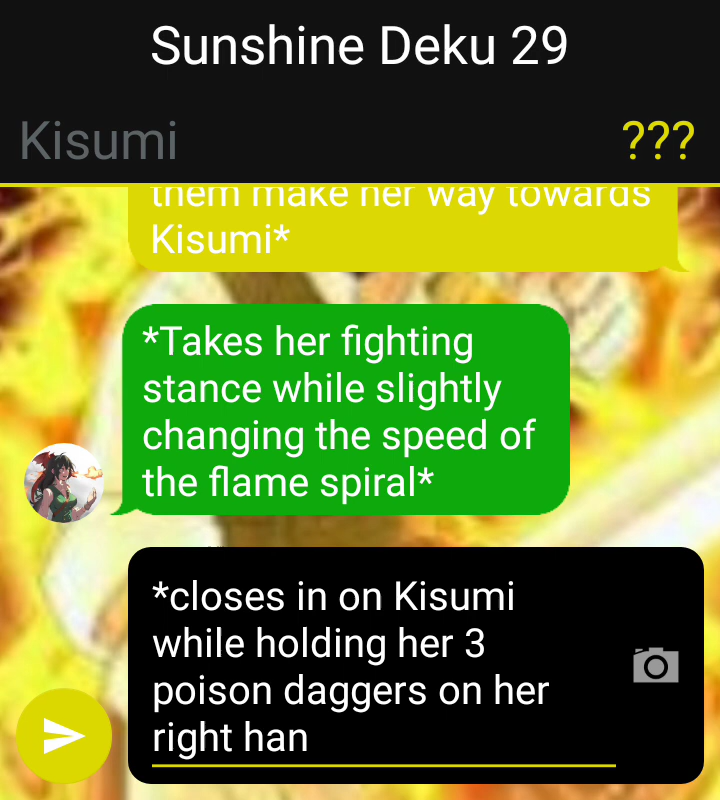 Sunshine Deku 29
Kisumi
???
them make her way towards
Kisumi*
*Takes her fighting
stance while slightly
changing the speed of
the flame spiral*
*closes in on Kisumi
while holding her 3
poison daggers on her
right han